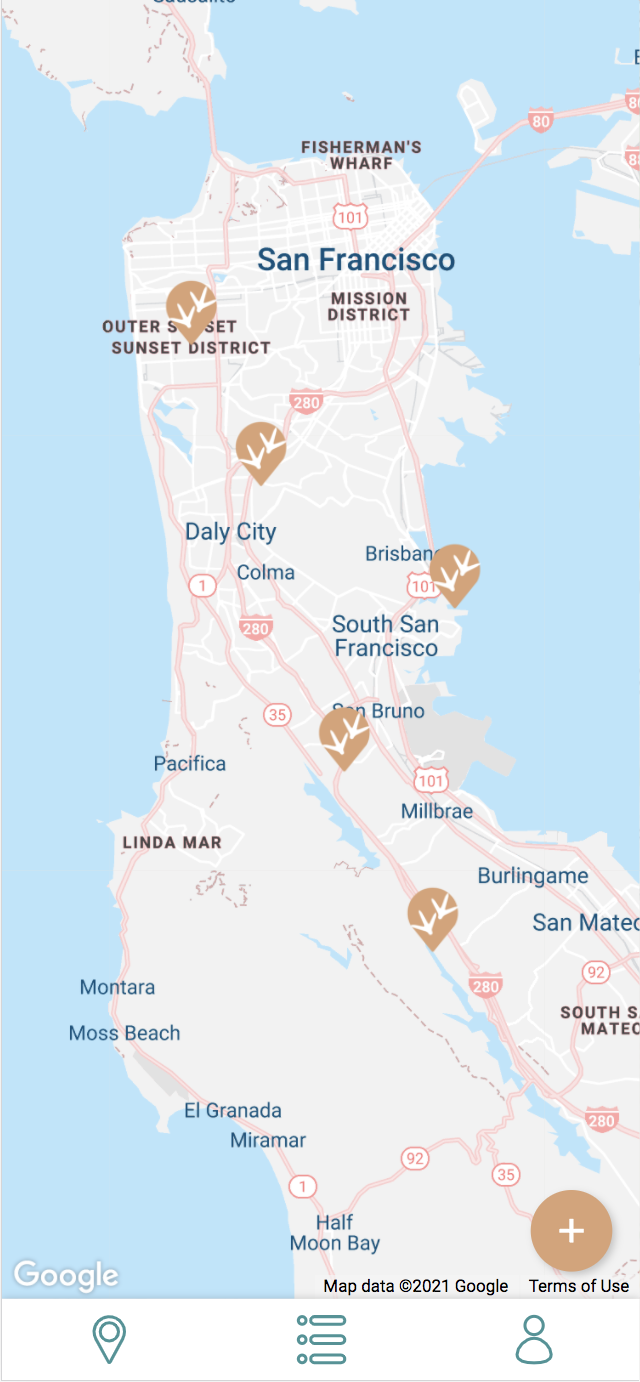 80
80
FISHERMAN'S
WHARF
101
San Francisco
MISSION
DISTRICT
OUTER S SET
SUNSET DISTRICT
280
Daly City
Brisban
Colma
1
101
280
South San
Francisco
35
San Bruno
Pacifica
101
Millbrae
LINDA MAR
Burlingame
San Mateo
92
280
Montara
SOUTH S
MATEO
Moss Beach
El Granada
280
Miramar
92
35
1
Half
Moon Bay
+
Google
Map data ©2021 Google Terms of Use